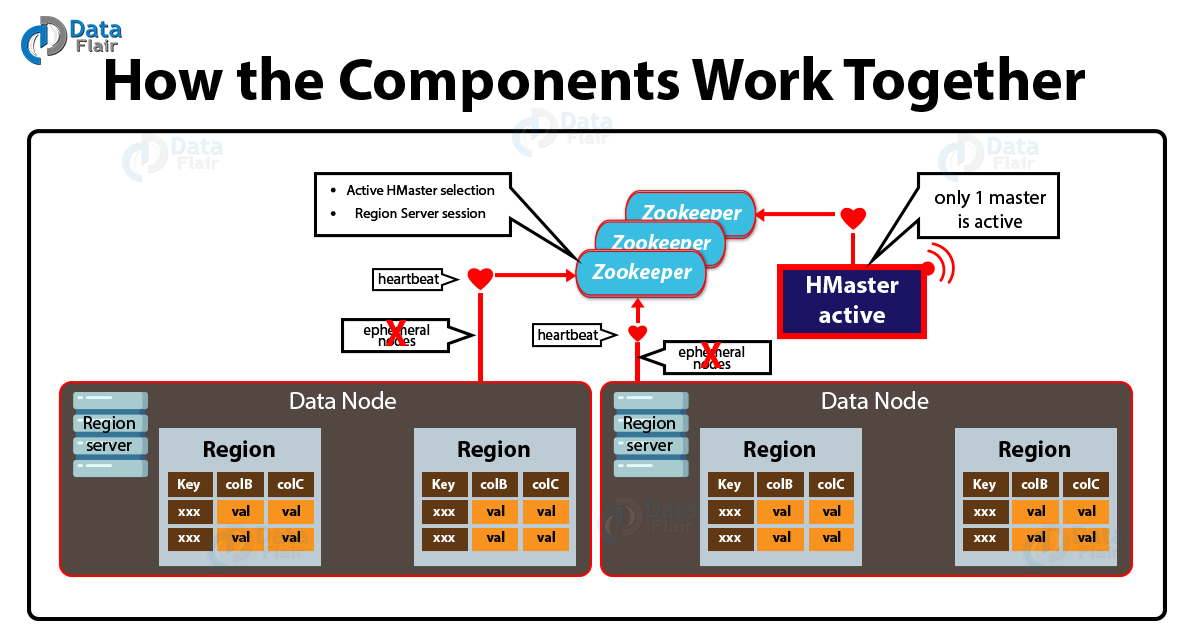 Data
Flair
How the Components Work Together
Data
Flair
Data
Flair
Data
Flair
• Active HMaster selection
• Region Server session
Zookeeper
Zookeeper
Zookeeper
only 1 master
is active
heartbeat
HMaster
active
ephemeral
nodes
X
heartbeat
ephemeral
nodes
X
Data Node
Region
server
Region
Key colB colC
xxx val val
xxx val val
Region
Key colB colC
xxx val val
xxx val val
Data Node
Region
server
Region
Key colB colC
xxx val val
xxx val val
Region
Key colB colC
xxx val val
xxx val val
Data
Flair
Data
Flair
Data
Flair